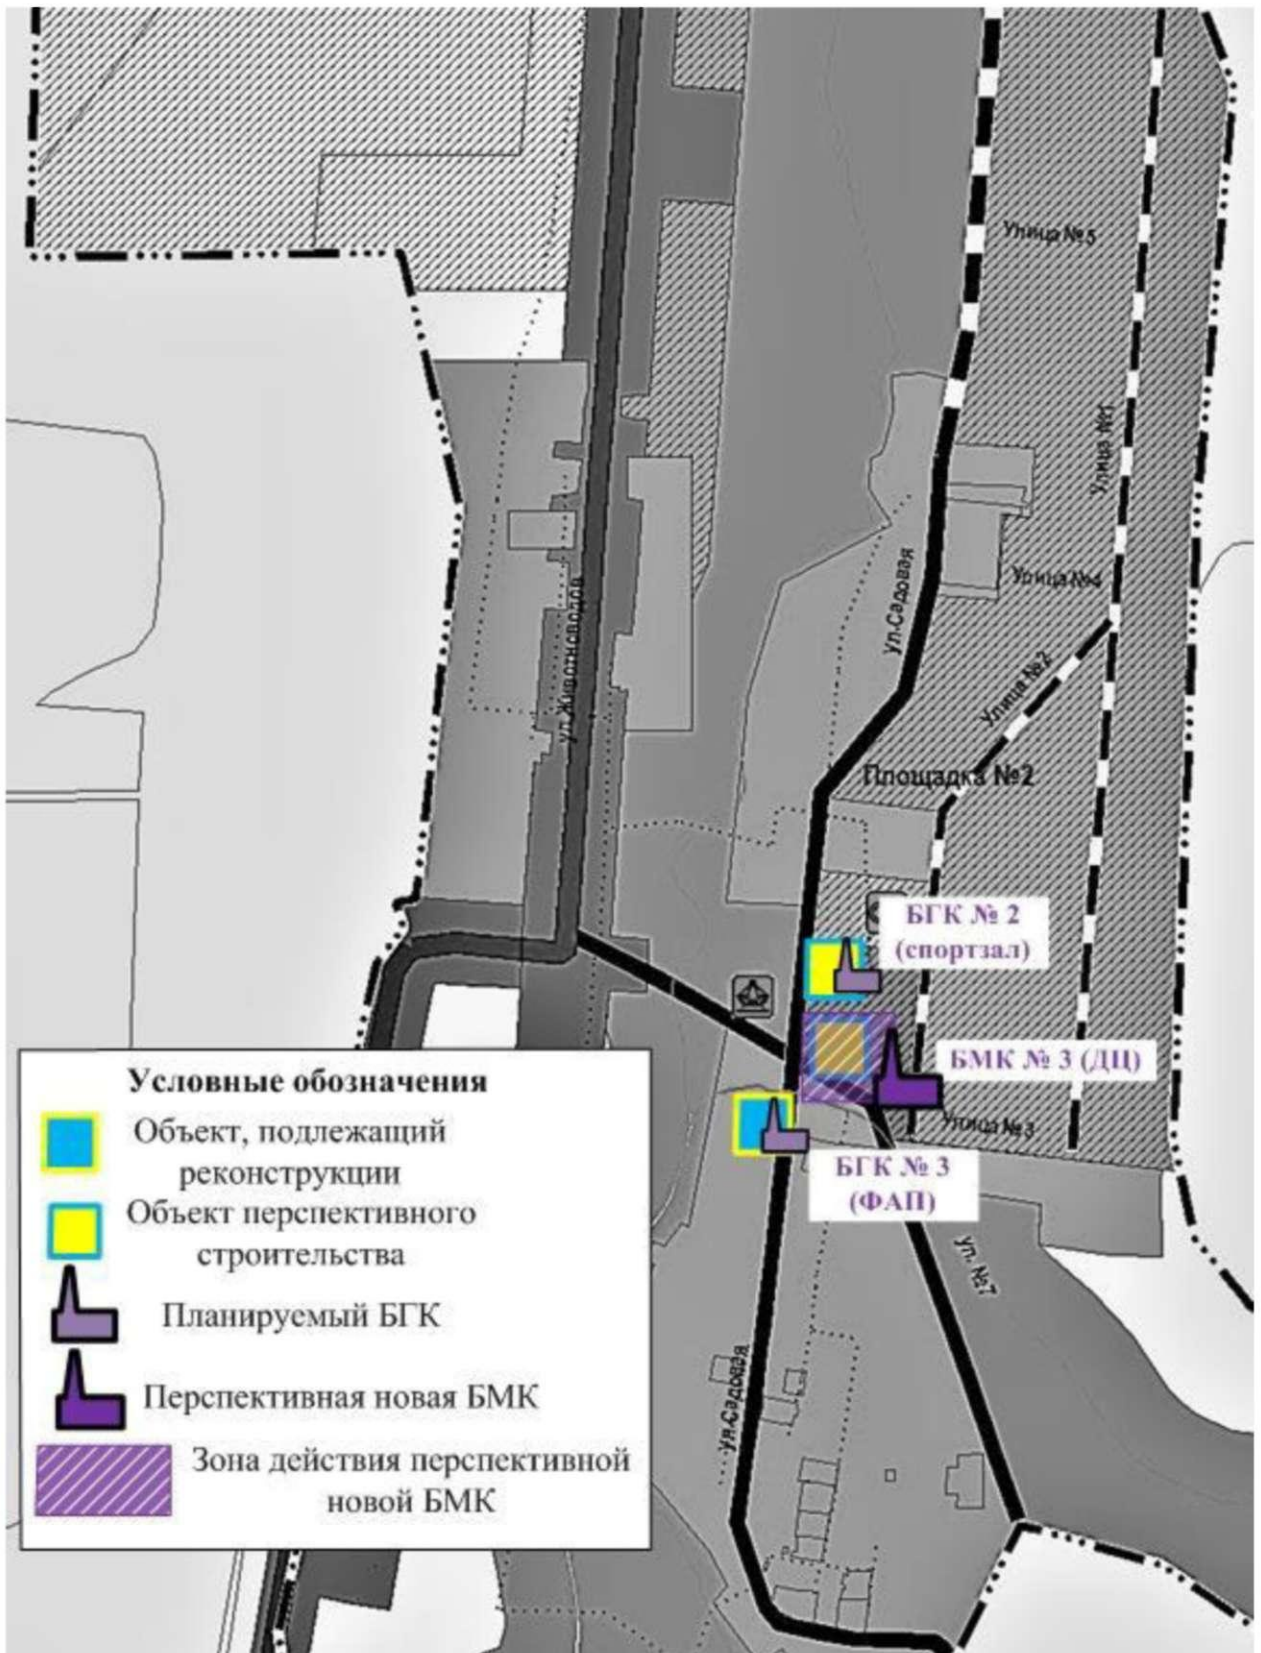 Улица №5
Улица №1
Улица №4
ул.Садовая
Улица №2
ул.Животноводов
Площадка №2
БГК № 2
(спортзал)
БМК № 3 (ДЦ)
Улица №3
БГК № 3
(ФАП)
ул. №7
ул.Садовая
Условные обозначения
Объект, подлежащий
реконструкции
Объект перспективного
строительства
Планируемый БГК
Перспективная новая БМК
Зона действия перспективной
новой БМК